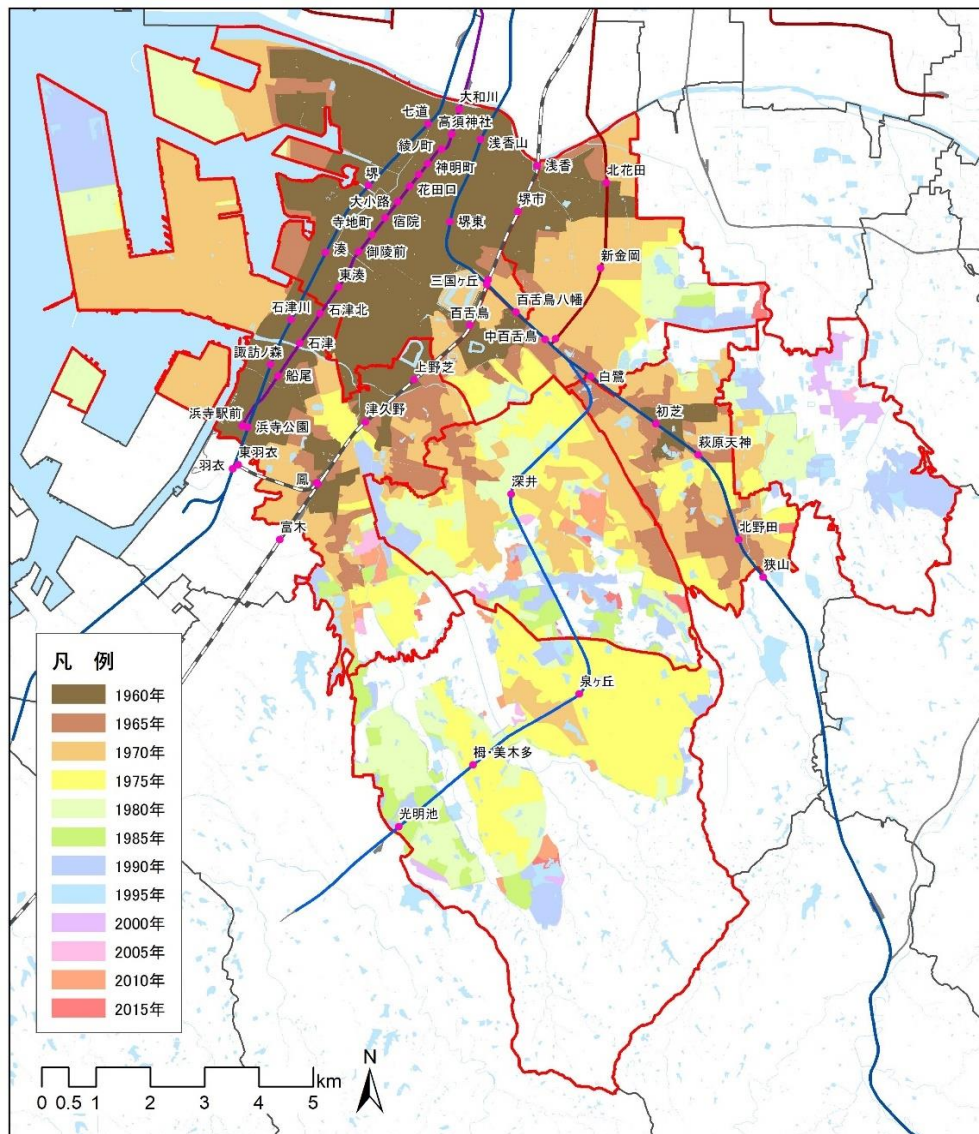 大和川
七道
高須神社
綾ノ町
浅香山
神明町
浅香
堺
花田口
北花田
大小路
堺市
寺地町
宿院
堺東
湊
御陵前
新金岡
東湊
三国ヶ丘
石津川
石津北
百舌鳥八幡
百舌鳥
石津
中百舌鳥
諏訪ノ森
上野芝
船尾
白鷺
浜寺駅前
津久野
初芝
浜寺公園
萩原天神
東羽衣
羽衣
鳳
深井
富木
北野田
狭山
泉ヶ丘
栂・美木多
光明池
凡 例
1960年
1965年
1970年
1975年
1980年
1985年
1990年
1995年
2000年
2005年
2010年
2015年
N
km
0 0.5 1 2 3 4 5